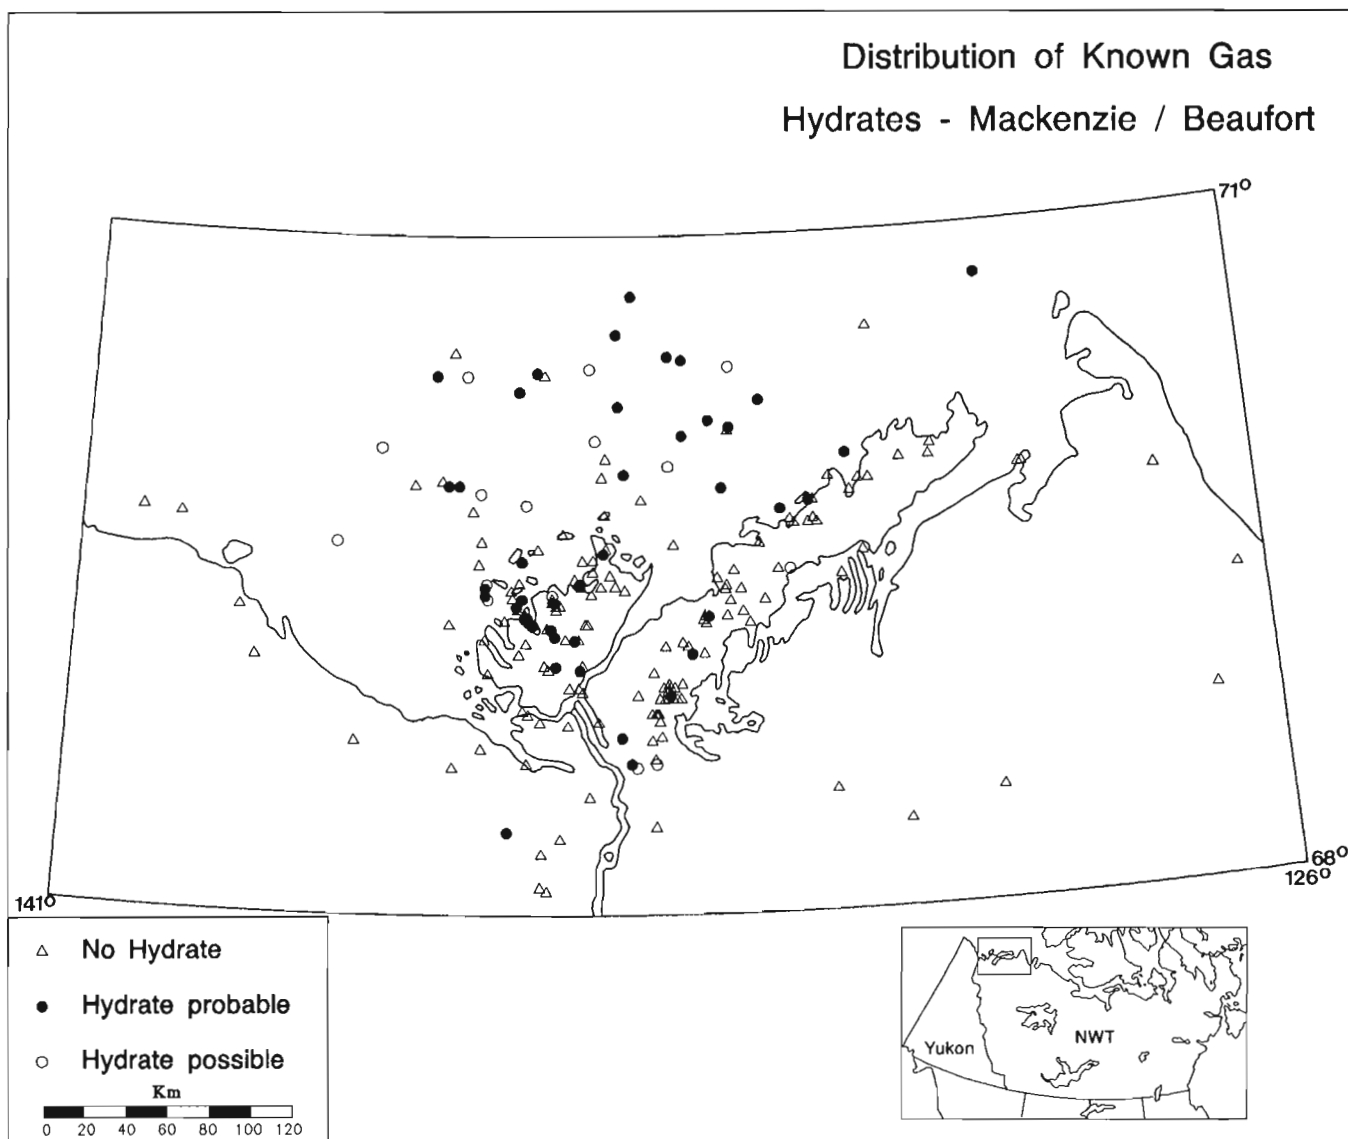 Distribution of Known Gas
Hydrates - Mackenzie / Beaufort
71°
68°
126°
141°
No Hydrate
Hydrate probable
Hydrate possible
Km
0 20 40 60 80 100 120
Yukon
NWT